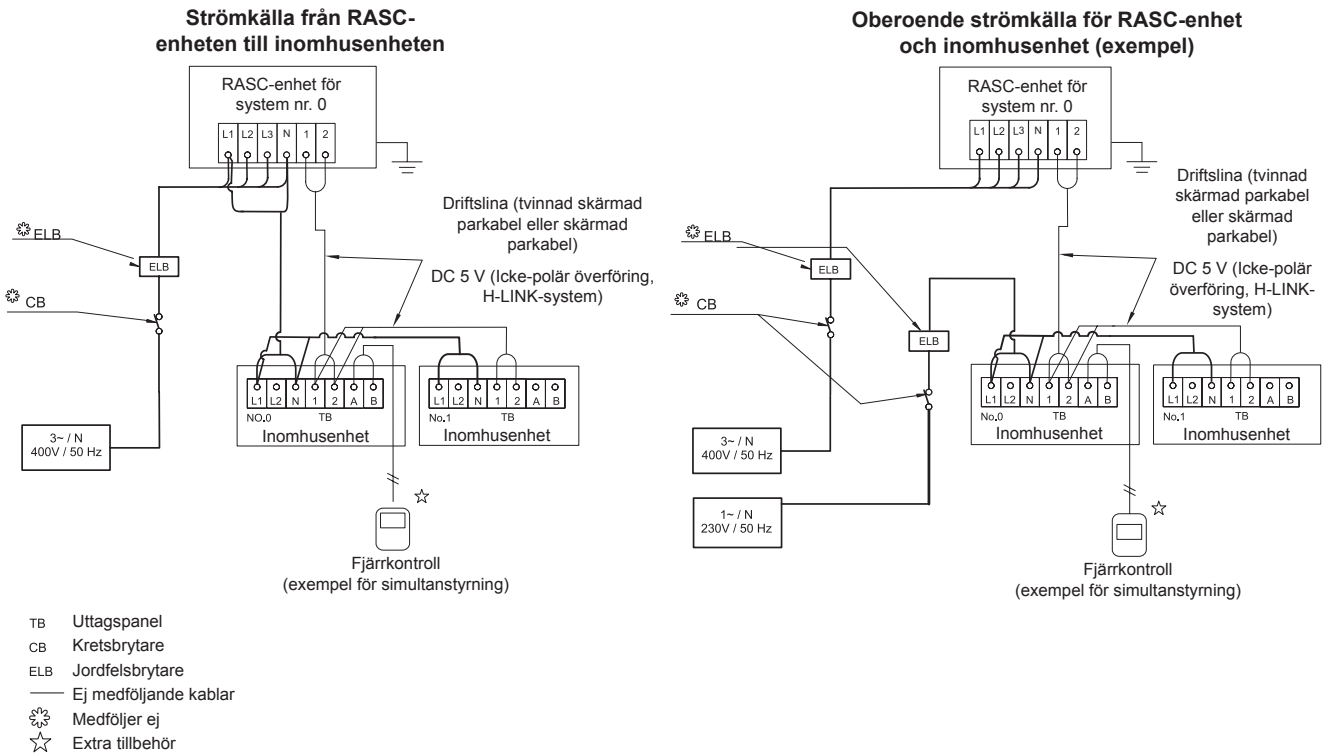 Strömkälla från RASC-
enheten till inomhusenheten
RASC-enhet för
system nr. 0
L1 L2 L3 N 1 2
Driftslina (tvinnad skärmad
parkabel eller skärmad
parkabel)
ELB
ELB
DC 5 V (Icke-polär överföring,
H-LINK-system)
CB
L1 L2 N 1 2 A B
NO.0 TB
Inomhusenhet
L1 L2 N 1 2 A B
No.1 TB
Inomhusenhet
3~ / N
400V / 50 Hz
Fjärrkontroll
(exempel för simultanstyrning)
Oberoende strömkälla för RASC-enhet
och inomhusenhet (exempel)
RASC-enhet för
system nr. 0
L1 L2 L3 N 1 2
Driftslina (tvinnad
skärmad parkabel
eller skärmad
parkabel)
ELB
ELB
DC 5 V (Icke-polär
överföring, H-LINK-
system)
CB
ELB
L1 L2 N 1 2 A B
No.0 TB
Inomhusenhet
L1 L2 N 1 2 A B
No.1 TB
Inomhusenhet
3~ / N
400V / 50 Hz
1~ / N
230V / 50 Hz
Fjärrkontroll
(exempel för simultanstyrning)
TB Uttagspanel
CB Kretsbrytare
ELB Jordfelsbrytare
Ej medföljande kablar
Medföljer ej
Extra tillbehör